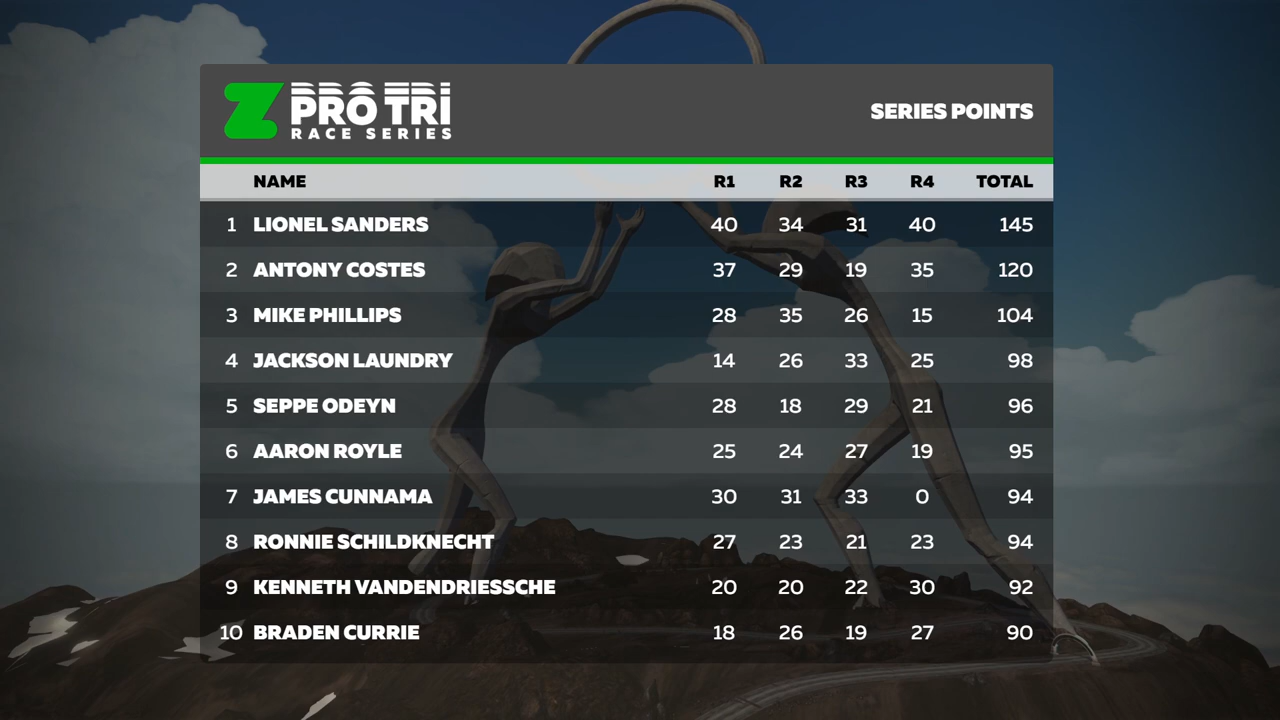 Z PRO TRI
RACE SERIES
SERIES POINTS
NAME R1 R2 R3 R4 TOTAL
1 LIONEL SANDERS 40 34 31 40 145
2 ANTONY COSTES 37 29 19 35 120
3 MIKE PHILLIPS 28 35 26 15 104
4 JACKSON LAUNDRY 14 26 33 25 98
5 SEPPE ODEYN 28 18 29 21 96
6 AARON ROYLE 25 24 27 19 95
7 JAMES CUNNAMA 30 31 33 0 94
8 RONNIE SCHILDKNECHT 27 23 21 23 94
9 KENNETH VANDENDRIESSCHE 20 20 22 30 92
10 BRADEN CURRIE 18 26 19 27 90